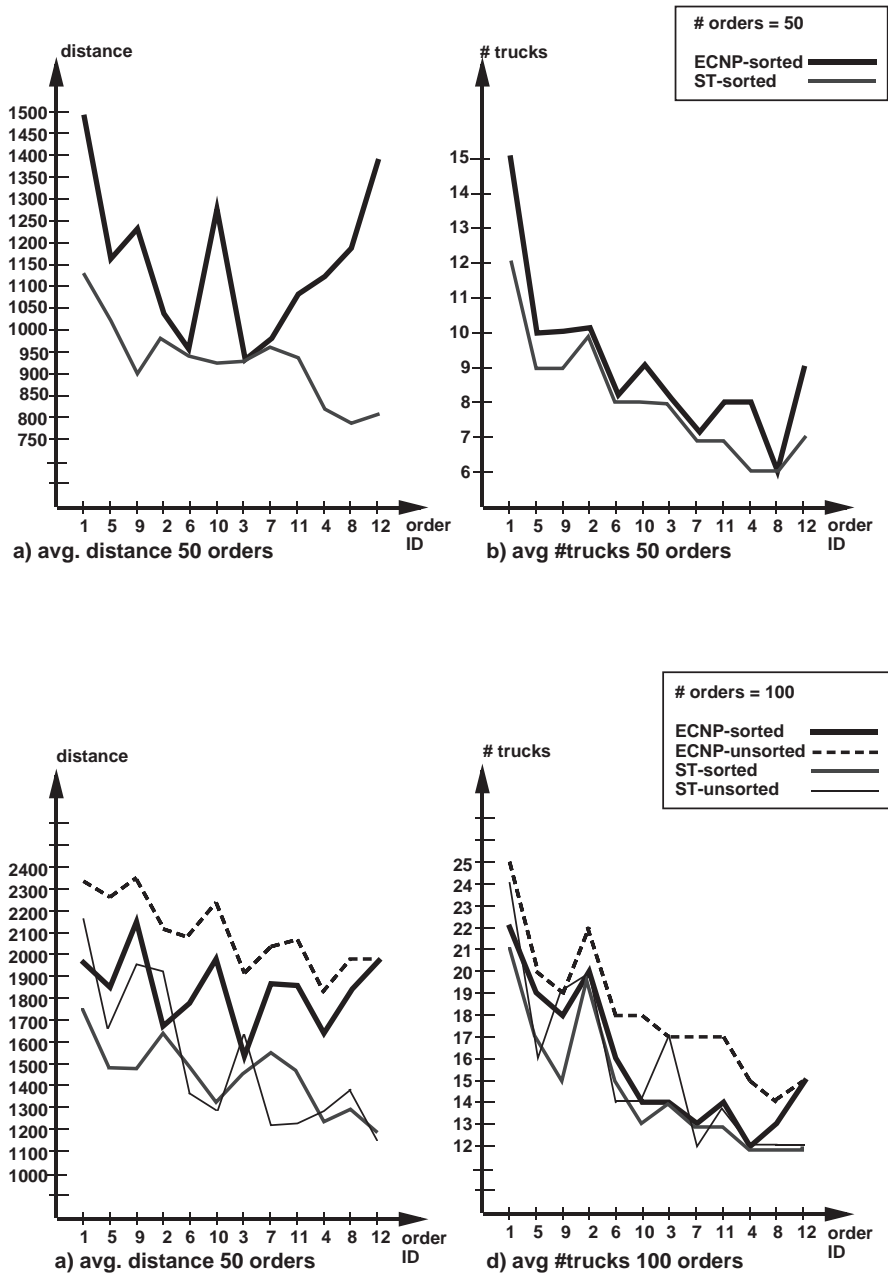 distance
1500
1450
1400
1350
1300
1250
1200
1150
1100
1050
1000
950
900
850
800
750
1 5 9 2 6 10 3 7 11 4 8 12 order ID
a) avg. distance 50 orders
# trucks
15
14
13
12
11
10
9
8
7
6
1 5 9 2 6 10 3 7 11 4 8 12 order ID
b) avg #trucks 50 orders
# orders = 50
ECNP-sorted
ST-sorted
distance
2400
2300
2200
2100
2000
1900
1800
1700
1600
1500
1400
1300
1200
1100
1000
1 5 9 2 6 10 3 7 11 4 8 12 order ID
a) avg. distance 50 orders
# trucks
25
24
23
22
21
20
19
18
17
16
15
14
13
12
1 5 9 2 6 10 3 7 11 4 8 12 order ID
d) avg #trucks 100 orders
# orders = 100
ECNP-sorted
ECNP-unsorted
ST-sorted
ST-unsorted